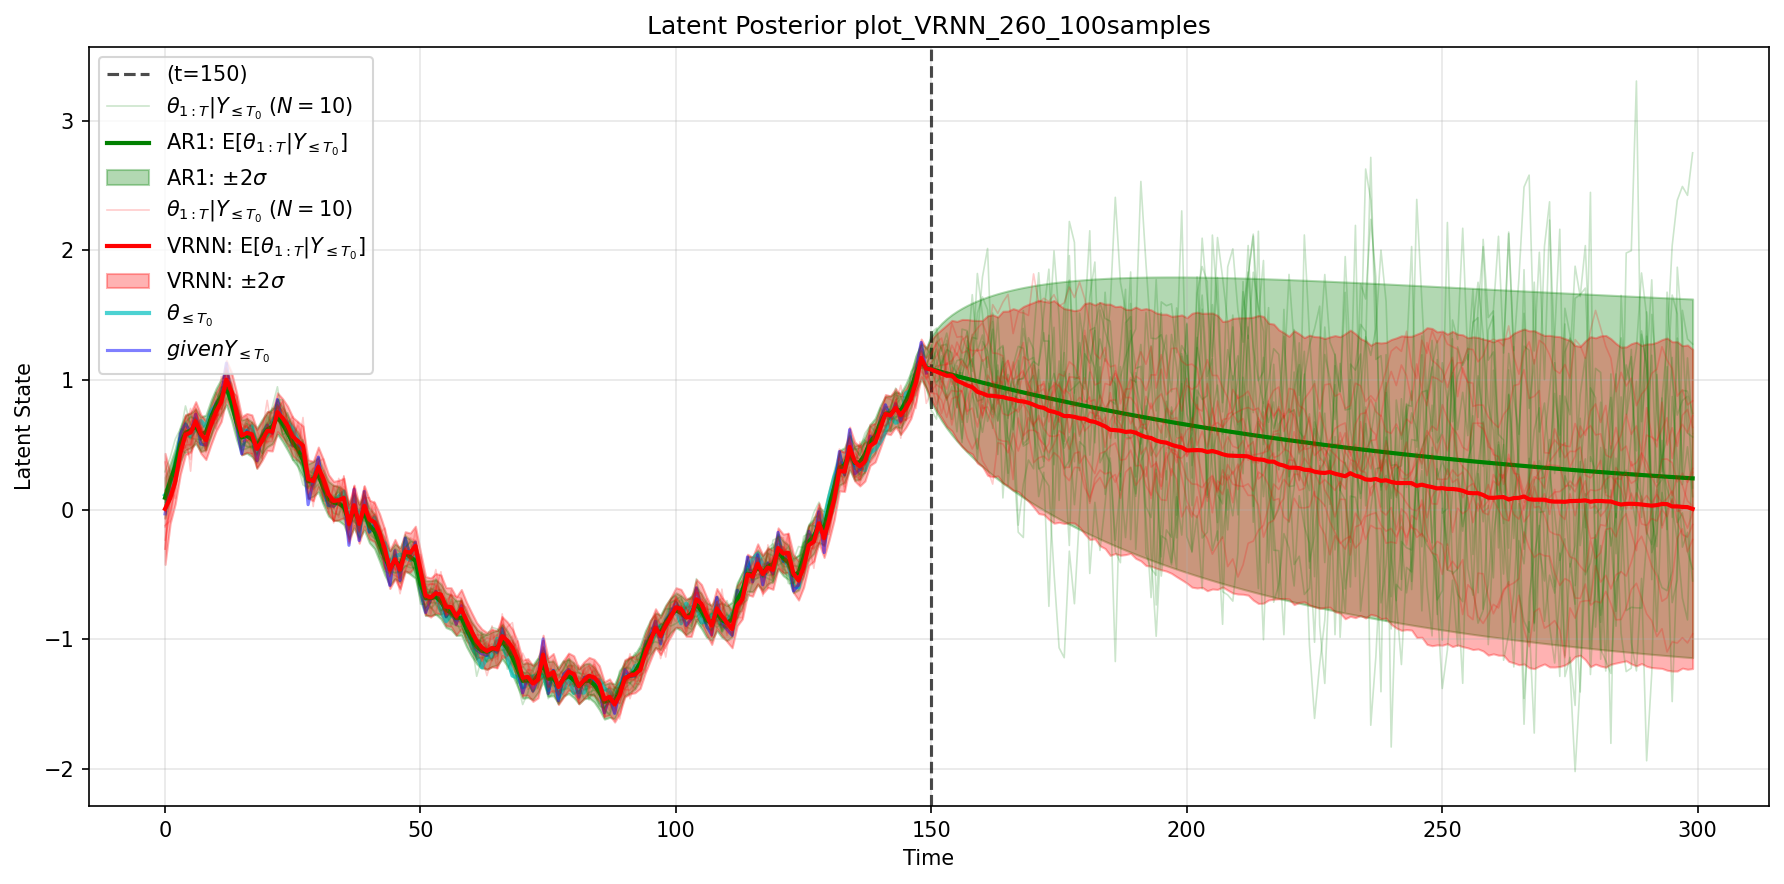 Latent Posterior plot_VRNN_260_100samples
(t=150)
θ₁:T|Y≤T₀ (N = 10)
AR1: E[θ₁:T|Y≤T₀]
AR1: ±2σ
θ₁:T|Y≤T₀ (N = 10)
VRNN: E[θ₁:T|Y≤T₀]
VRNN: ±2σ
θ≤T₀
givenY≤T₀
Latent State
3
2
1
0
−1
−2
0 50 100 150 200 250 300
Time